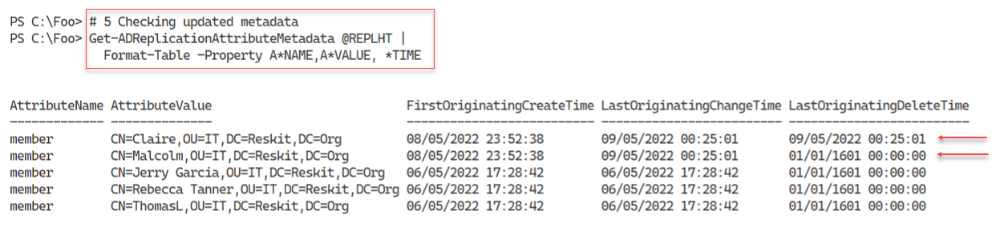 PS C:\Foo> # 5 Checking updated metadata
PS C:\Foo> Get-ADReplicationAttributeMetadata @REPLHT |
Format-Table -Property A*NAME,A*VALUE, *TIME
AttributeName AttributeValue FirstOriginatingCreateTime LastOriginatingChangeTime LastOriginatingDeleteTime
------------- -------------- -------------------------- ------------------------- -------------------------
member CN=Claire,OU=IT,DC=Reskit,DC=Org 08/05/2022 23:52:38 09/05/2022 00:25:01 09/05/2022 00:25:01
member CN=Malcolm,OU=IT,DC=Reskit,DC=Org 08/05/2022 23:52:38 09/05/2022 00:25:01 01/01/1601 00:00:00
member CN=Jerry Garcia,OU=IT,DC=Reskit,DC=Org 06/05/2022 17:28:42 06/05/2022 17:28:42 01/01/1601 00:00:00
member CN=Rebecca Tanner,OU=IT,DC=Reskit,DC=Org 06/05/2022 17:28:42 06/05/2022 17:28:42 01/01/1601 00:00:00
member CN=ThomasL,OU=IT,DC=Reskit,DC=Org 06/05/2022 17:28:42 06/05/2022 17:28:42 01/01/1601 00:00:00